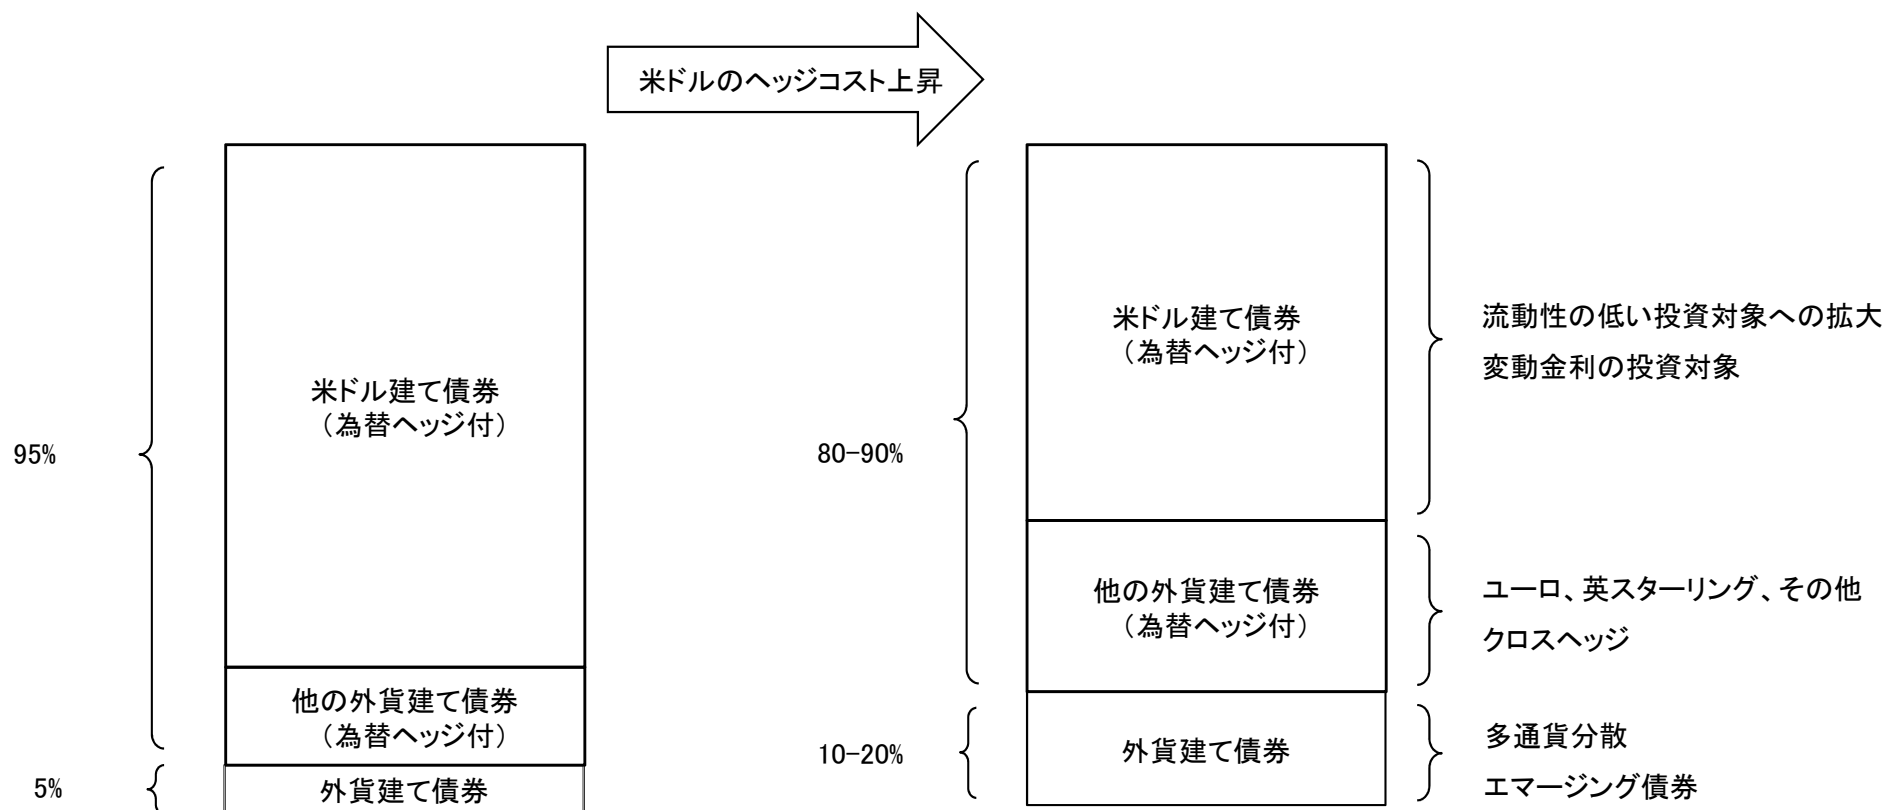 米ドルのヘッジコスト上昇
95%
米ドル建て債券
（為替ヘッジ付）
他の外貨建て債券
（為替ヘッジ付）
5%
外貨建て債券
80-90%
米ドル建て債券
（為替ヘッジ付）
流動性の低い投資対象への拡大
変動金利の投資対象
他の外貨建て債券
（為替ヘッジ付）
ユーロ、英スターリング、その他
クロスヘッジ
10-20%
外貨建て債券
多通貨分散
エマージング債券